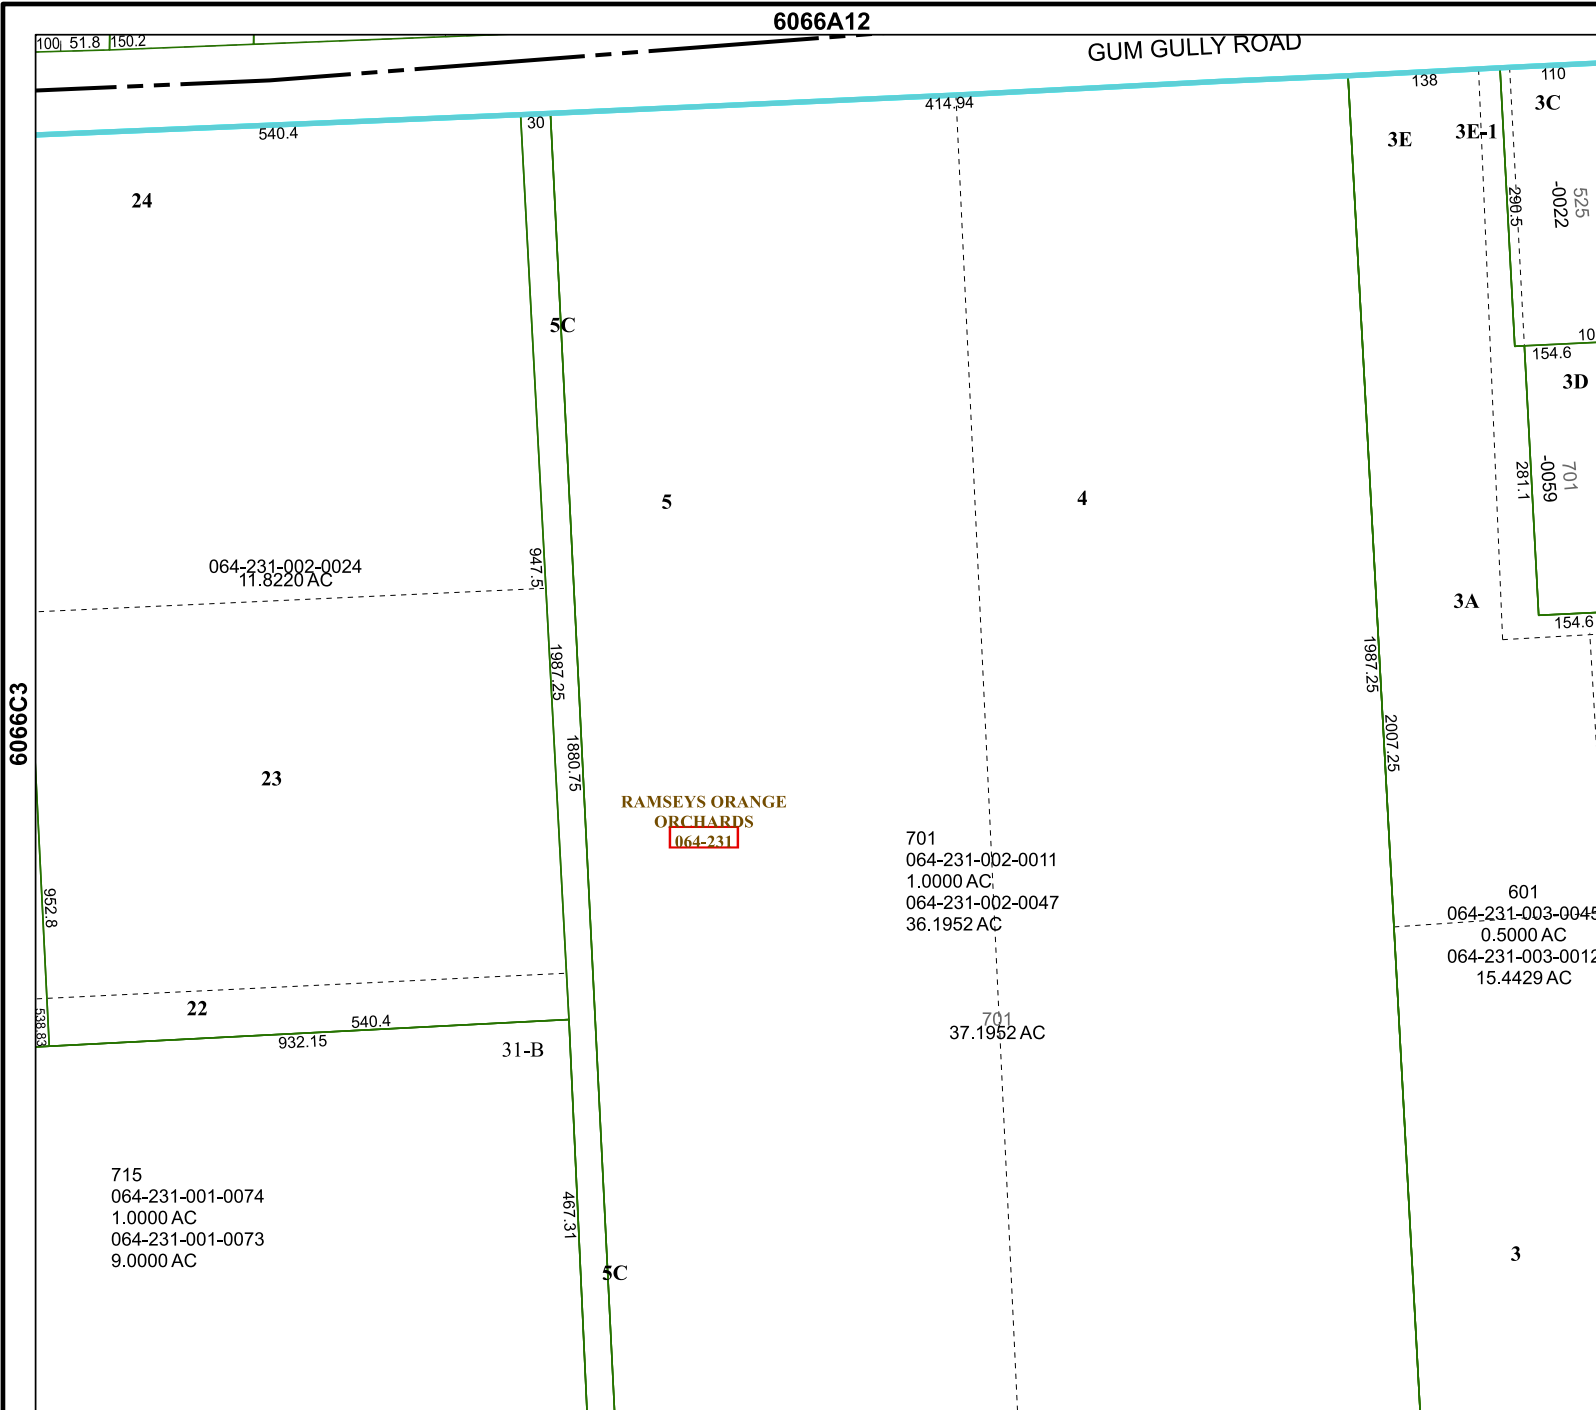 6066A12
100 51.8 150.2
GUM GULLY ROAD
138
110
414.94
540.4
30
3C
3E
3E-1
24
290.5
-0022
525
5C
10
154.6
3D
5
4
281.1
-0059
701
064-231-002-0024
11.8220 AC
947.5
3A
154.6
1987.25
1987.25
6066C3
2007.25
1880.75
23
RAMSEYS ORANGE
ORCHARDS
064-231
701
064-231-002-0011
1.0000 AC
064-231-002-0047
36.1952 AC
952.8
601
064-231-003-0045
0.5000 AC
064-231-003-0012
15.4429 AC
22
538.83
540.4
932.15
31-B
701
37.1952 AC
715
064-231-001-0074
1.0000 AC
064-231-001-0073
9.0000 AC
467.31
5C
3